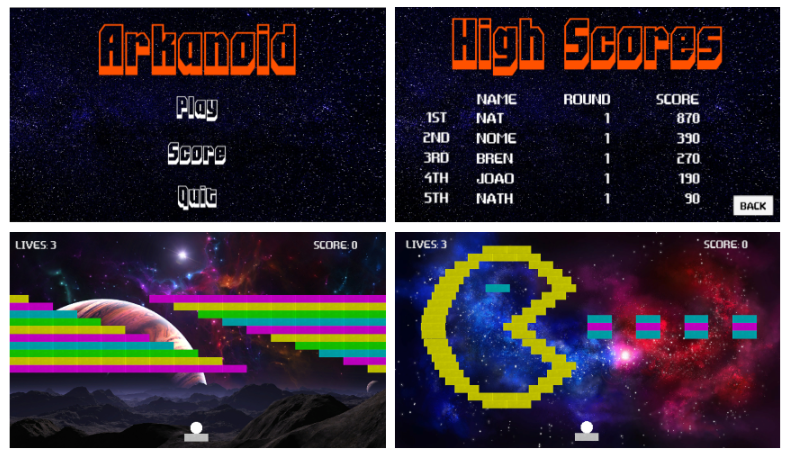 Arkanoid
Play
Score
Quit
High Scores
NAME ROUND SCORE
1ST NAT 1 870
2ND NOME 1 390
3RD BREN 1 270
4TH JOAO 1 190
5TH NATH 1 90
BACK
LIVES: 3 SCORE: 0
LIVES: 3 SCORE: 0